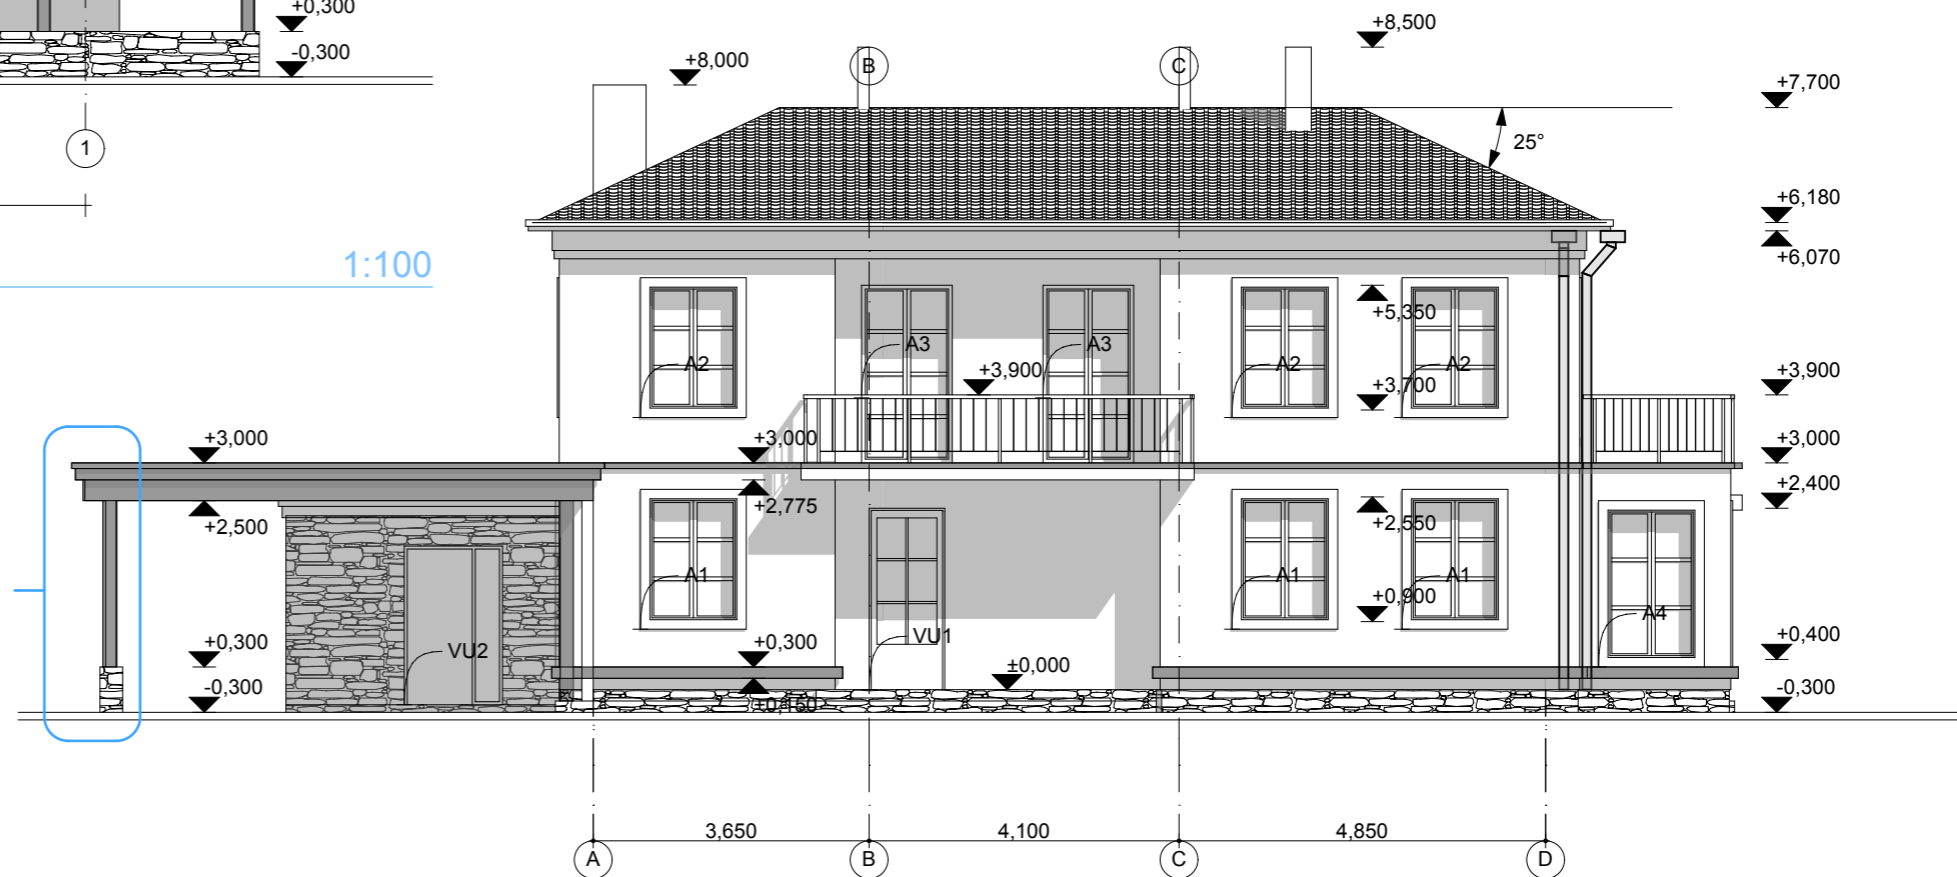 +0,300
-0,300
1
1:100
+8,500
+8,000
B
C
+7,700
25°
+6,180
+6,070
+5,350
A3
A3
A2
+3,900
A2
+3,700
A2
+3,900
+3,000
+3,000
+3,000
+2,775
+2,400
+2,500
+2,550
A1
A1
A1
+0,900
A4
+0,300
VU2
+0,300
VU1
±0,000
+0,400
-0,300
+0,150
-0,300
3,650
4,100
4,850
A
B
C
D